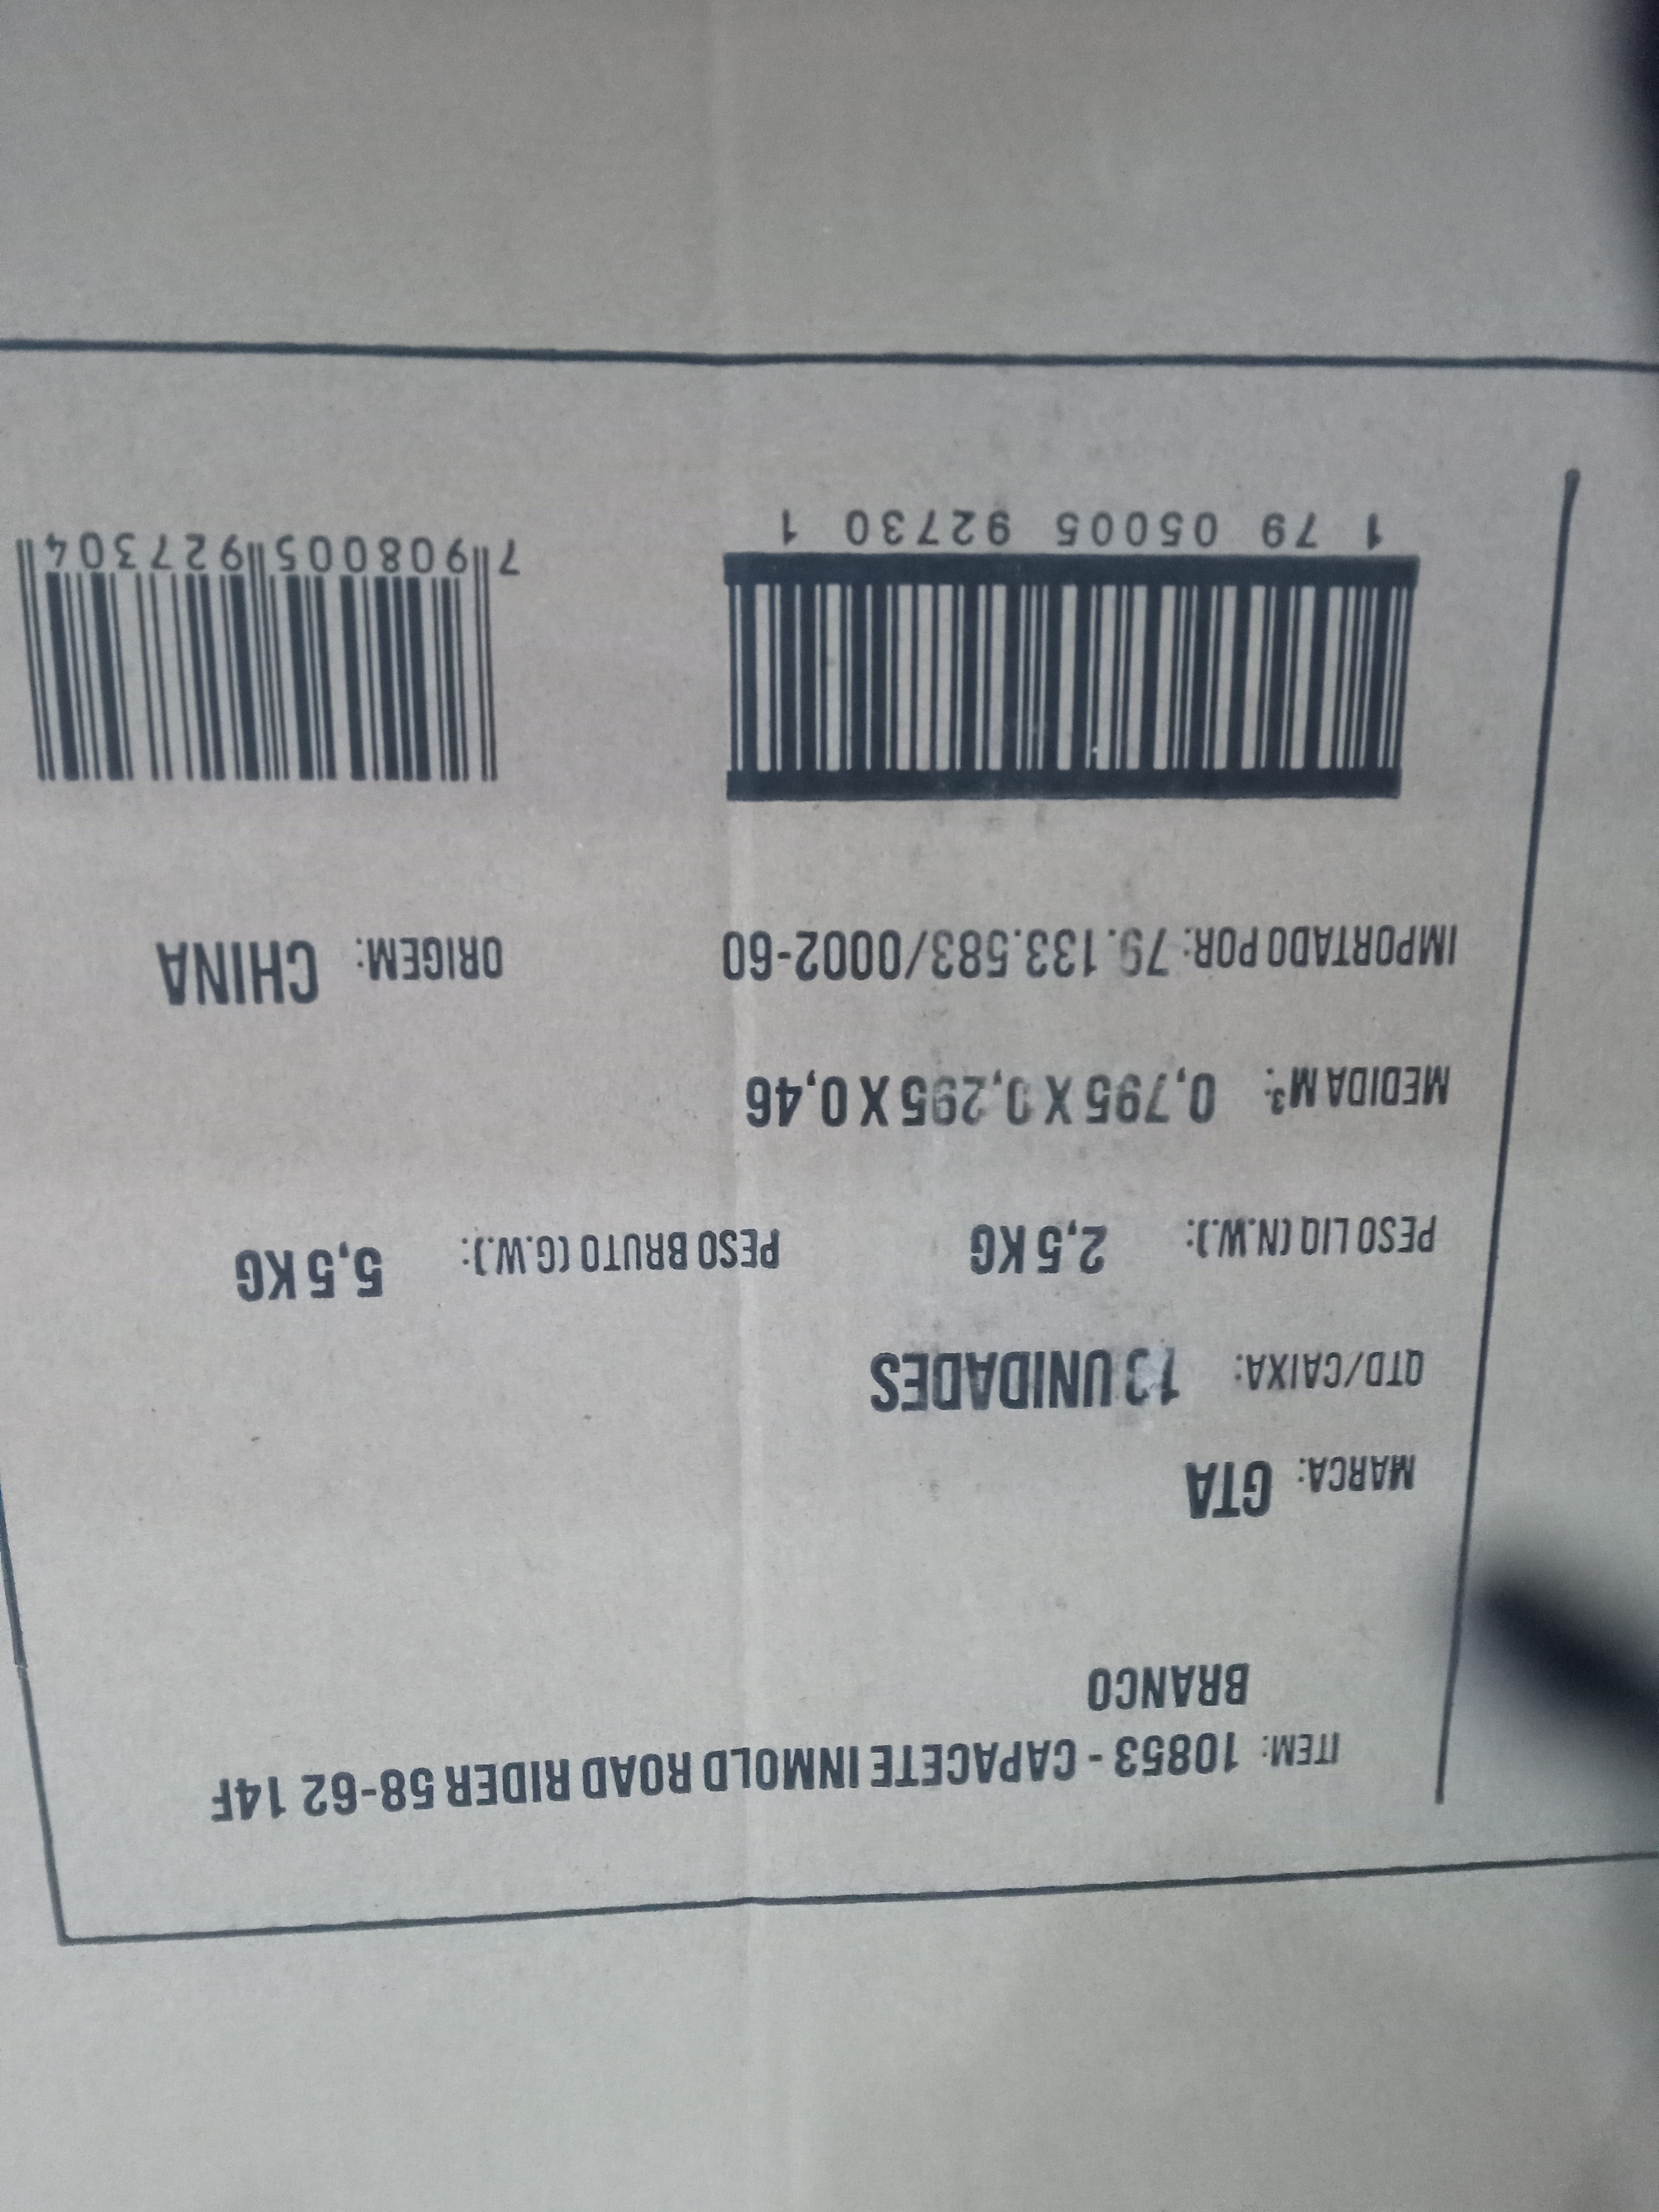 ITEM: 10853 - CAPACETE INMOLD ROAD RIDER 58-62 14F
BRANCO
MARCA: GTA
QTD/CAIXA: UNIDADES
PESO LIQ (N.W.): 2,5 KG PESO BRUTO (G.W.): 5,5 KG
MEDIDA M³: 0,795 X 0,295 X 0,46
IMPORTADO POR: 79.133.583/0002-60 ORIGEM: CHINA
1 79 05005 92730 1 7 908005 927304